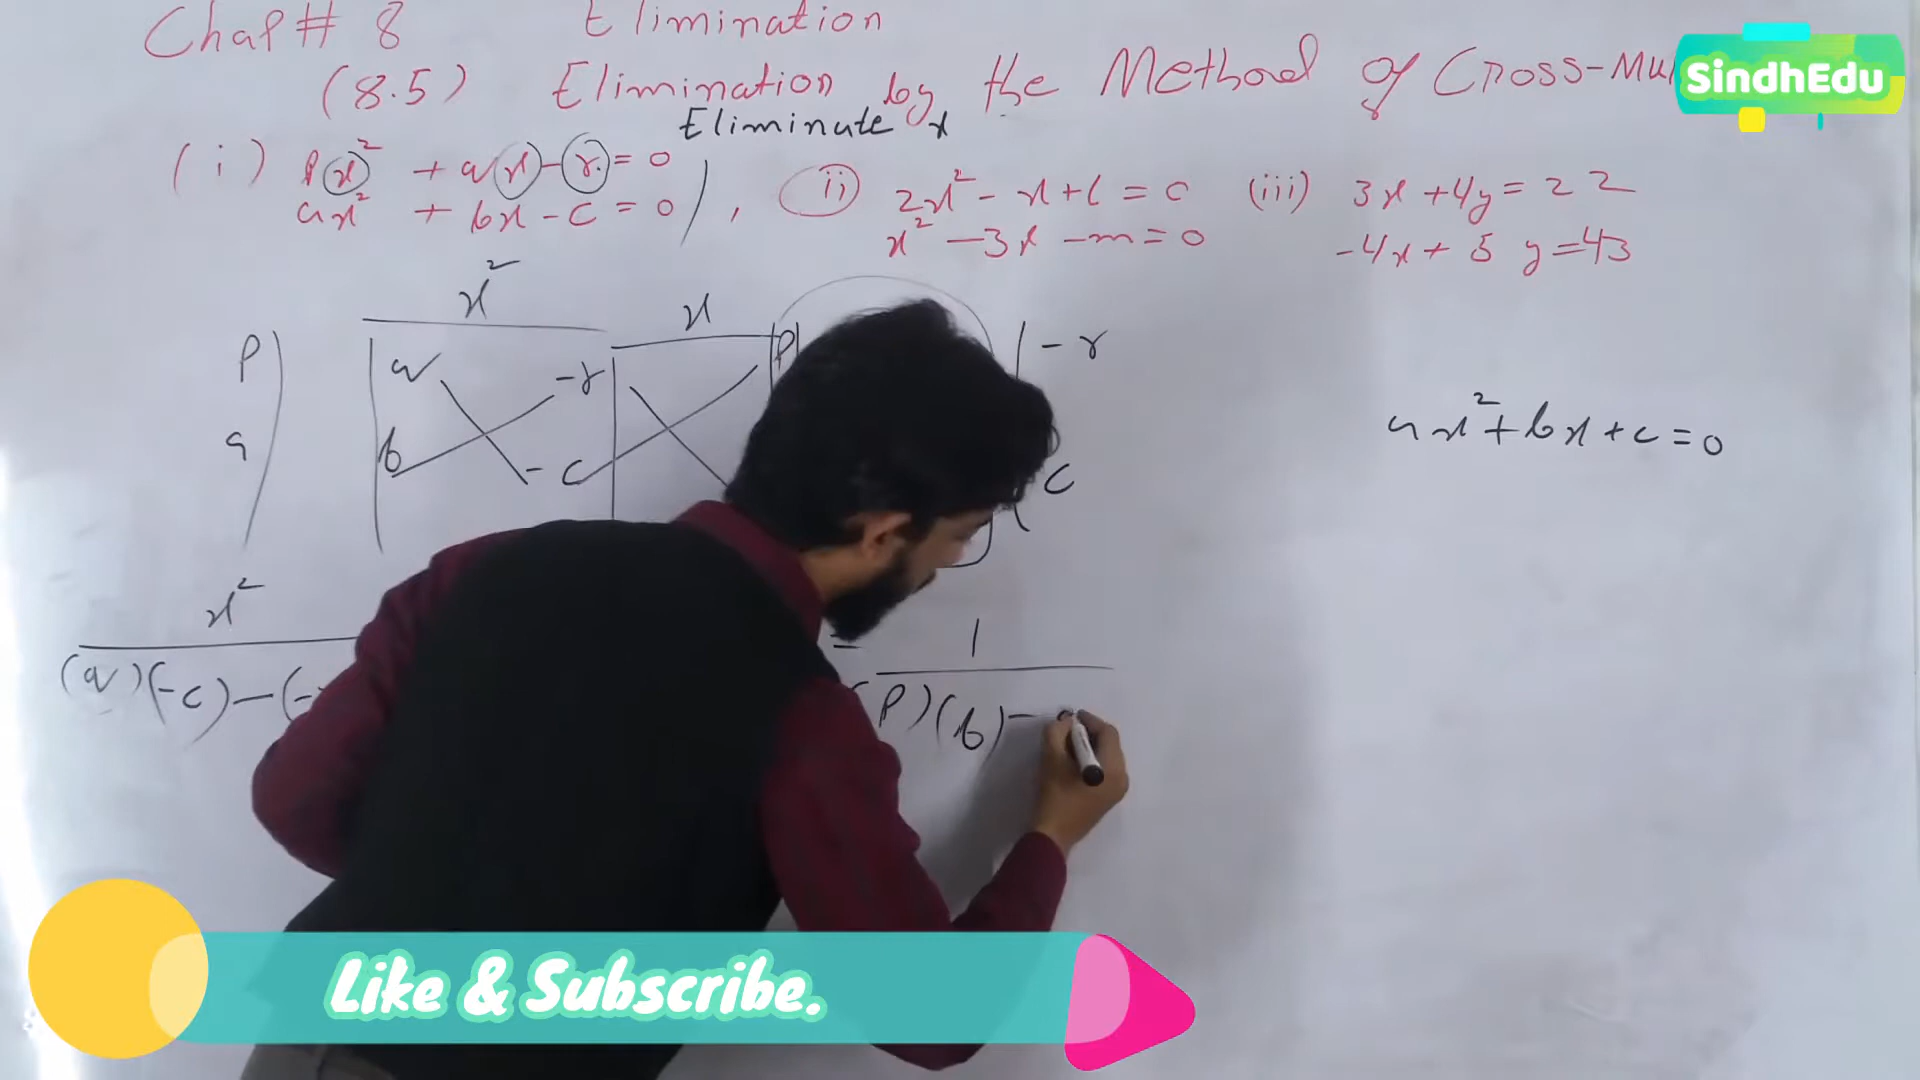 Chap # 8 Elimination
(8.5) Elimination by the Method of Cross-Mul
SindhEdu
Eliminate x
(i) px² + qx - r = 0
ax² + bx - c = 0
, ii) 2x² - x + l = 0
x² - 3x - m = 0
(iii) 3x + 4y = 22
-4x + 5y = 43
x² x
p q -r p -r
a b -c c
ax² + bx + c = 0
x² = 1
(q)(-c) - (- (p)(b) -
Like & Subscribe.